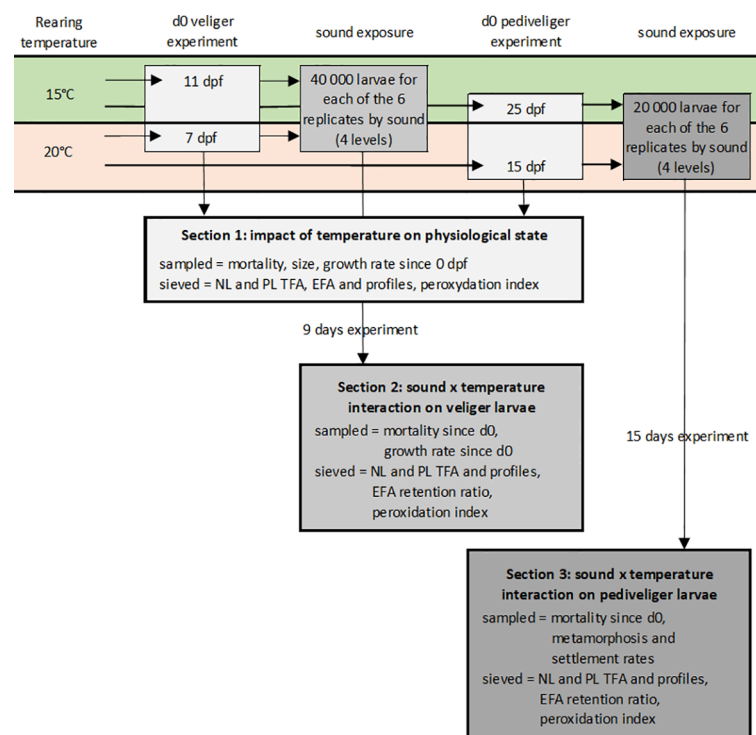 Rearing
temperature
d0 veliger
experiment
sound exposure
d0 pediveliger
experiment
sound exposure
15°C
11 dpf
40 000 larvae for
each of the 6
replicates by sound
(4 levels)
25 dpf
20 000 larvae for
each of the 6
replicates by sound
(4 levels)
20°C
7 dpf
15 dpf
Section 1: impact of temperature on physiological state
sampled = mortality, size, growth rate since 0 dpf
sieved = NL and PL TFA, EFA and profiles, peroxydation index
9 days experiment
Section 2: sound x temperature
interaction on veliger larvae
sampled = mortality since d0,
growth rate since d0
sieved = NL and PL TFA and profiles,
EFA retention ratio,
peroxidation index
15 days experiment
Section 3: sound x temperature
interaction on pediveliger larvae
sampled = mortality since d0,
metamorphosis and
settlement rates
sieved = NL and PL TFA and profiles,
EFA retention ratio,
peroxidation index